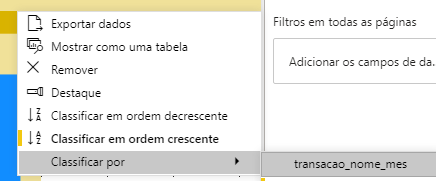 Exportar dados
Mostrar como uma tabela
Remover
Destaque
Classificar em ordem decrescente
Classificar em ordem crescente
Classificar por
transacao_nome_mes
Filtros em todas as páginas
Adicionar os campos de da...